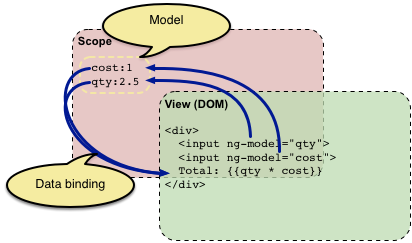 Model
Scope
cost:1
qty:2.5
View (DOM)
<div>
<input ng-model="qty">
<input ng-model="cost">
Total: {{qty * cost}}
</div>
Data binding